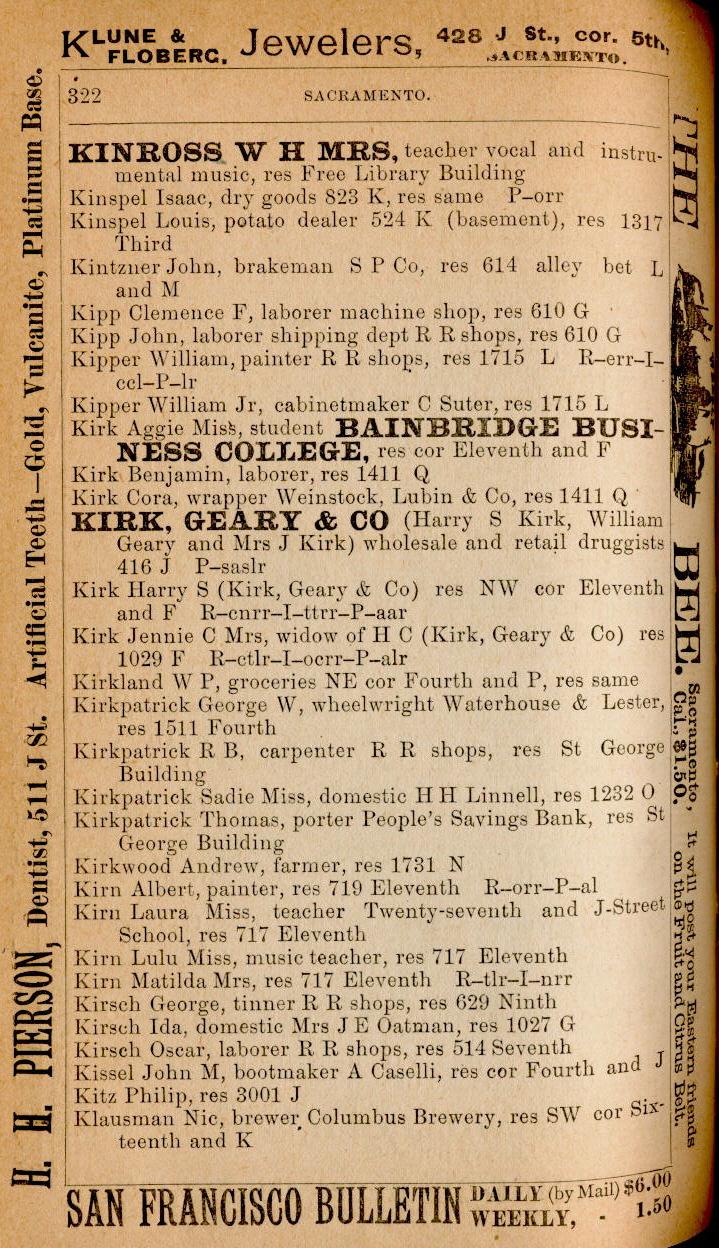 KLUNE & FLOBERG, Jewelers, 428 J St., cor. 5th, SACRAMENTO.
322 SACRAMENTO.
KINROSS W H MRS, teacher vocal and instru-
mental music, res Free Library Building
Kinspel Isaac, dry goods 823 K, res same P-orr
Kinspel Louis, potato dealer 524 K (basement), res 1317
Third
Kintzner John, brakeman S P Co, res 614 alley bet L
and M
Kipp Clemence F, laborer machine shop, res 610 G
Kipp John, laborer shipping dept R R shops, res 610 G
Kipper William, painter R R shops, res 1715 L R-err-I-
ccl-P-lr
Kipper William Jr, cabinetmaker C Suter, res 1715 L
Kirk Aggie Miss, student BAINBRIDGE BUSI-
NESS COLLEGE, res cor Eleventh and F
Kirk Benjamin, laborer, res 1411 Q
Kirk Cora, wrapper Weinstock, Lubin & Co, res 1411 Q
KIRK, GEARY & CO (Harry S Kirk, William
Geary and Mrs J Kirk) wholesale and retail druggists
416 J P-saslr
Kirk Harry S (Kirk, Geary & Co) res NW cor Eleventh
and F R-cnrr-I-ttrr-P-aar
Kirk Jennie C Mrs, widow of H C (Kirk, Geary & Co) res
1029 F R-ctlr-I-ocrr-P-alr
Kirkland W P, groceries NE cor Fourth and P, res same
Kirkpatrick George W, wheelwright Waterhouse & Lester,
res 1511 Fourth
Kirkpatrick R B, carpenter R R shops, res St George
Building
Kirkpatrick Sadie Miss, domestic H H Linnell, res 1232 O
Kirkpatrick Thomas, porter People's Savings Bank, res St
George Building
Kirkwood Andrew, farmer, res 1731 N
Kirn Albert, painter, res 719 Eleventh R-orr-P-al
Kirn Laura Miss, teacher Twenty-seventh and J-Street
School, res 717 Eleventh
Kirn Lulu Miss, music teacher, res 717 Eleventh
Kirn Matilda Mrs, res 717 Eleventh R-tlr-I-nrr
Kirsch George, tinner R R shops, res 629 Ninth
Kirsch Ida, domestic Mrs J E Oatman, res 1027 G
Kirsch Oscar, laborer R R shops, res 514 Seventh
Kissel John M, bootmaker A Caselli, res cor Fourth and J
Kitz Philip, res 3001 J
Klausman Nic, brewer Columbus Brewery, res SW cor Six-
teenth and K
SAN FRANCISCO BULLETIN DAILY (by Mail) $6.00
WEEKLY, - 1.50
H. H. PIERSON, Dentist, 511 J St. Artificial Teeth—Gold, Vulcanite, Platinum Base.
THE BEE.
Sacramento, Cal., $1.50.
It will post your Eastern friends
on the Fruit and Citrus Belt.